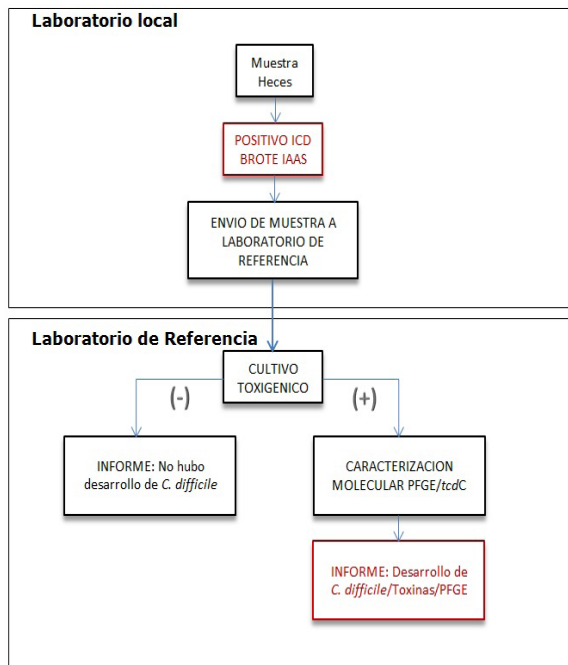 Laboratorio local
Muestra
Heces
POSITIVO ICD
BROTE IAAS
ENVIO DE MUESTRA A
LABORATORIO DE
REFERENCIA
Laboratorio de Referencia
CULTIVO
TOXIGENICO
(-)
(+)
INFORME: No hubo
desarrollo de C. difficile
CARACTERIZACION
MOLECULAR PFGE/tcdC
INFORME: Desarrollo de
C. difficile/Toxinas/PFGE